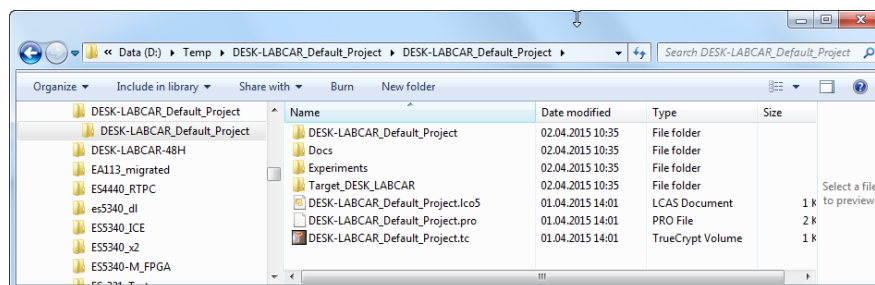 « Data (D:) ▸ Temp ▸ DESK-LABCAR_Default_Project ▸ DESK-LABCAR_Default_Project ▸ Search DESK-LABCAR_Default_Project
Organize Include in library Share with Burn New folder
DESK-LABCAR_Default_Project
DESK-LABCAR_Default_Project
DESK-LABCAR-48H
EA113_migrated
ES4440_RTPC
es5340_dl
ES5340_ICE
ES5340_x2
ES5340-M_FPGA
Name Date modified Type Size
DESK-LABCAR_Default_Project 02.04.2015 10:35 File folder
Docs 02.04.2015 10:35 File folder
Experiments 02.04.2015 10:35 File folder
Target_DESK_LABCAR 02.04.2015 10:35 File folder
DESK-LABCAR_Default_Project.lco5 01.04.2015 14:01 LCAS Document 1 K
DESK-LABCAR_Default_Project.pro 01.04.2015 14:01 PRO File 2 K
DESK-LABCAR_Default_Project.tc 01.04.2015 14:01 TrueCrypt Volume 1 K
Select a file
to preview